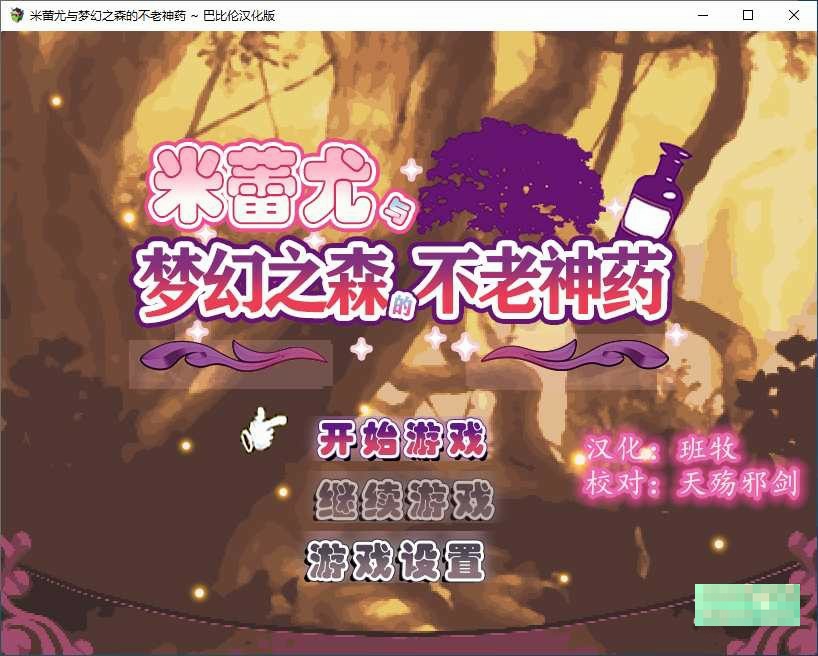 米蕾尤与梦幻之森的不老神药 ~ 巴比伦汉化版
米蕾尤与
梦幻之森的不老神药
开始游戏
继续游戏
游戏设置
汉化：班牧
校对：天殇邪剑